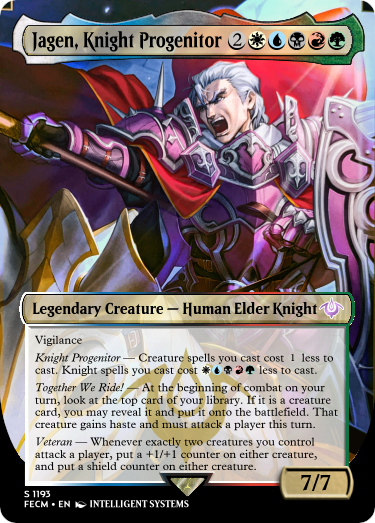 Jagen, Knight Progenitor 2
Legendary Creature — Human Elder Knight
Vigilance
Knight Progenitor — Creature spells you cast cost 1 less to
cast. Knight spells you cast cost less to cast.
Together We Ride! — At the beginning of combat on your
turn, look at the top card of your library. If it is a creature
card, you may reveal it and put it onto the battlefield. That
creature gains haste and must attack a player this turn.
Veteran — Whenever exactly two creatures you control
attack a player, put a +1/+1 counter on either creature,
and put a shield counter on either creature.
7/7
S 1193
FECM • EN INTELLIGENT SYSTEMS